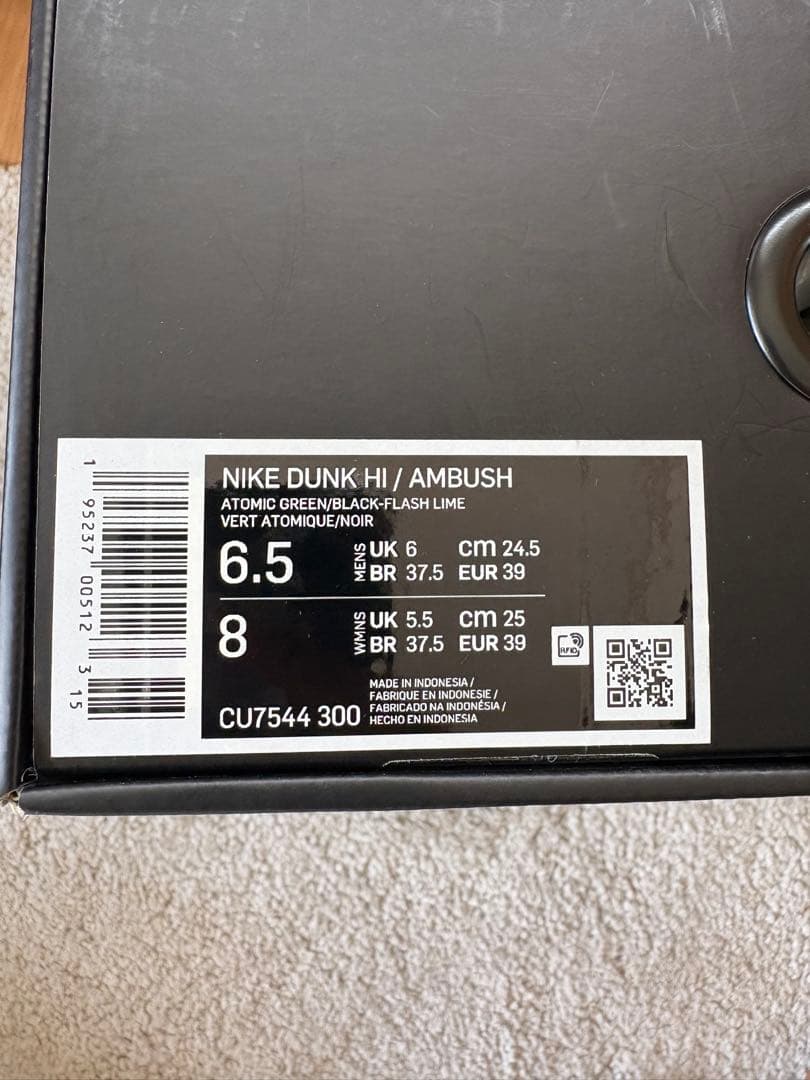 NIKE DUNK HI / AMBUSH
ATOMIC GREEN/BLACK-FLASH LIME
VERT ATOMIQUE/NOIR
6.5 MENS UK 6 cm 24.5
BR 37.5 EUR 39
8 WMNS UK 5.5 cm 25
BR 37.5 EUR 39
RFID
MADE IN INDONESIA /
FABRIQUE EN INDONESIE /
FABRICADO NA INDONÉSIA /
HECHO EN INDONESIA
CU7544 300
1 95237 00512 3 15